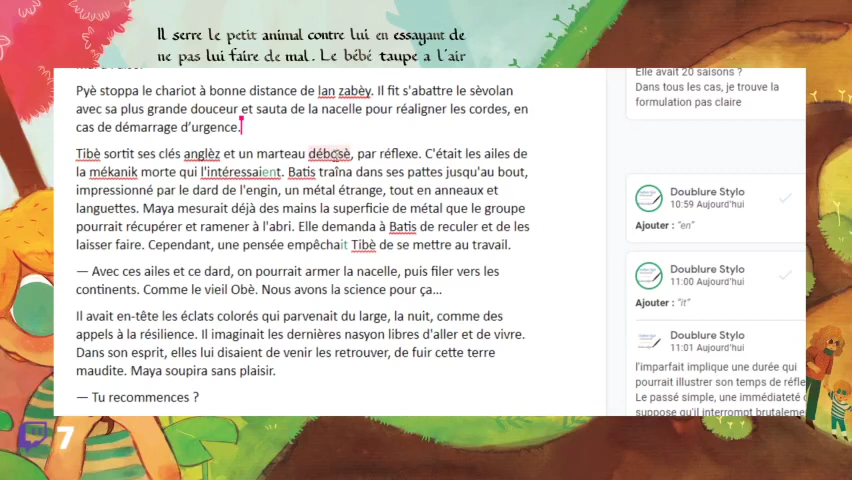 Il serre le petit animal contre lui en essayant de
ne pas lui faire de mal. Le bébé taupe a l'air
Pyè stoppa le chariot à bonne distance de lan zabèy. Il fit s'abattre le sèvolan
avec sa plus grande douceur et sauta de la nacelle pour réaligner les cordes, en
cas de démarrage d'urgence.
Tibè sortit ses clés anglèz et un marteau débosè, par réflexe. C'était les ailes de
la mékanik morte qui l'intéressaient. Batis traîna dans ses pattes jusqu'au bout,
impressionné par le dard de l'engin, un métal étrange, tout en anneaux et
languettes. Maya mesurait déjà des mains la superficie de métal que le groupe
pourrait récupérer et ramener à l'abri. Elle demanda à Batis de reculer et de les
laisser faire. Cependant, une pensée empêchait Tibè de se mettre au travail.
— Avec ces ailes et ce dard, on pourrait armer la nacelle, puis filer vers les
continents. Comme le vieil Obè. Nous avons la science pour ça...
Il avait en-tête les éclats colorés qui parvenait du large, la nuit, comme des
appels à la résilience. Il imaginait les dernières nasyon libres d'aller et de vivre.
Dans son esprit, elles lui disaient de venir les retrouver, de fuir cette terre
maudite. Maya soupira sans plaisir.
— Tu recommences ?
Elle avait 20 saisons ?
Dans tous les cas, je trouve la
formulation pas claire
Doublure Stylo
10:59 Aujourd'hui
Ajouter : "en"
Doublure Stylo
11:00 Aujourd'hui
Ajouter : "it"
Doublure Stylo
11:01 Aujourd'hui
l'imparfait implique une durée qui
pourrait illustrer son temps de réfle
Le passé simple, une immédiateté
suppose qu'il interrompt brutaleme
7